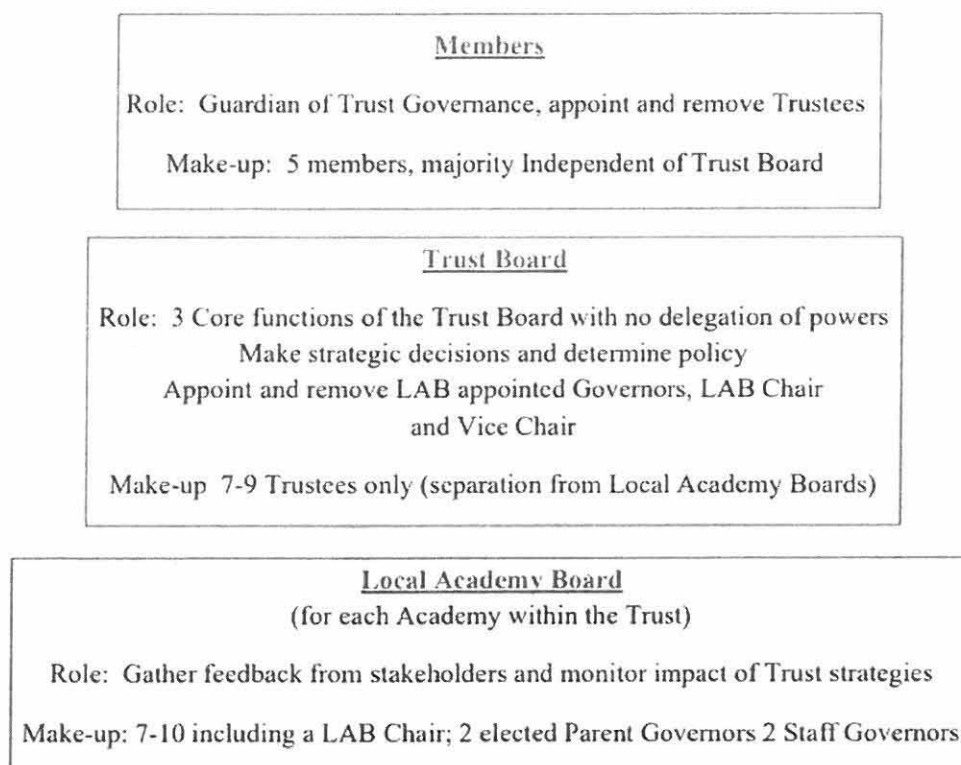 Members
Role: Guardian of Trust Governance, appoint and remove Trustees
Make-up: 5 members, majority Independent of Trust Board
Trust Board
Role: 3 Core functions of the Trust Board with no delegation of powers
Make strategic decisions and determine policy
Appoint and remove LAB appointed Governors, LAB Chair
and Vice Chair
Make-up 7-9 Trustees only (separation from Local Academy Boards)
Local Academy Board
(for each Academy within the Trust)
Role: Gather feedback from stakeholders and monitor impact of Trust strategies
Make-up: 7-10 including a LAB Chair; 2 elected Parent Governors 2 Staff Governors